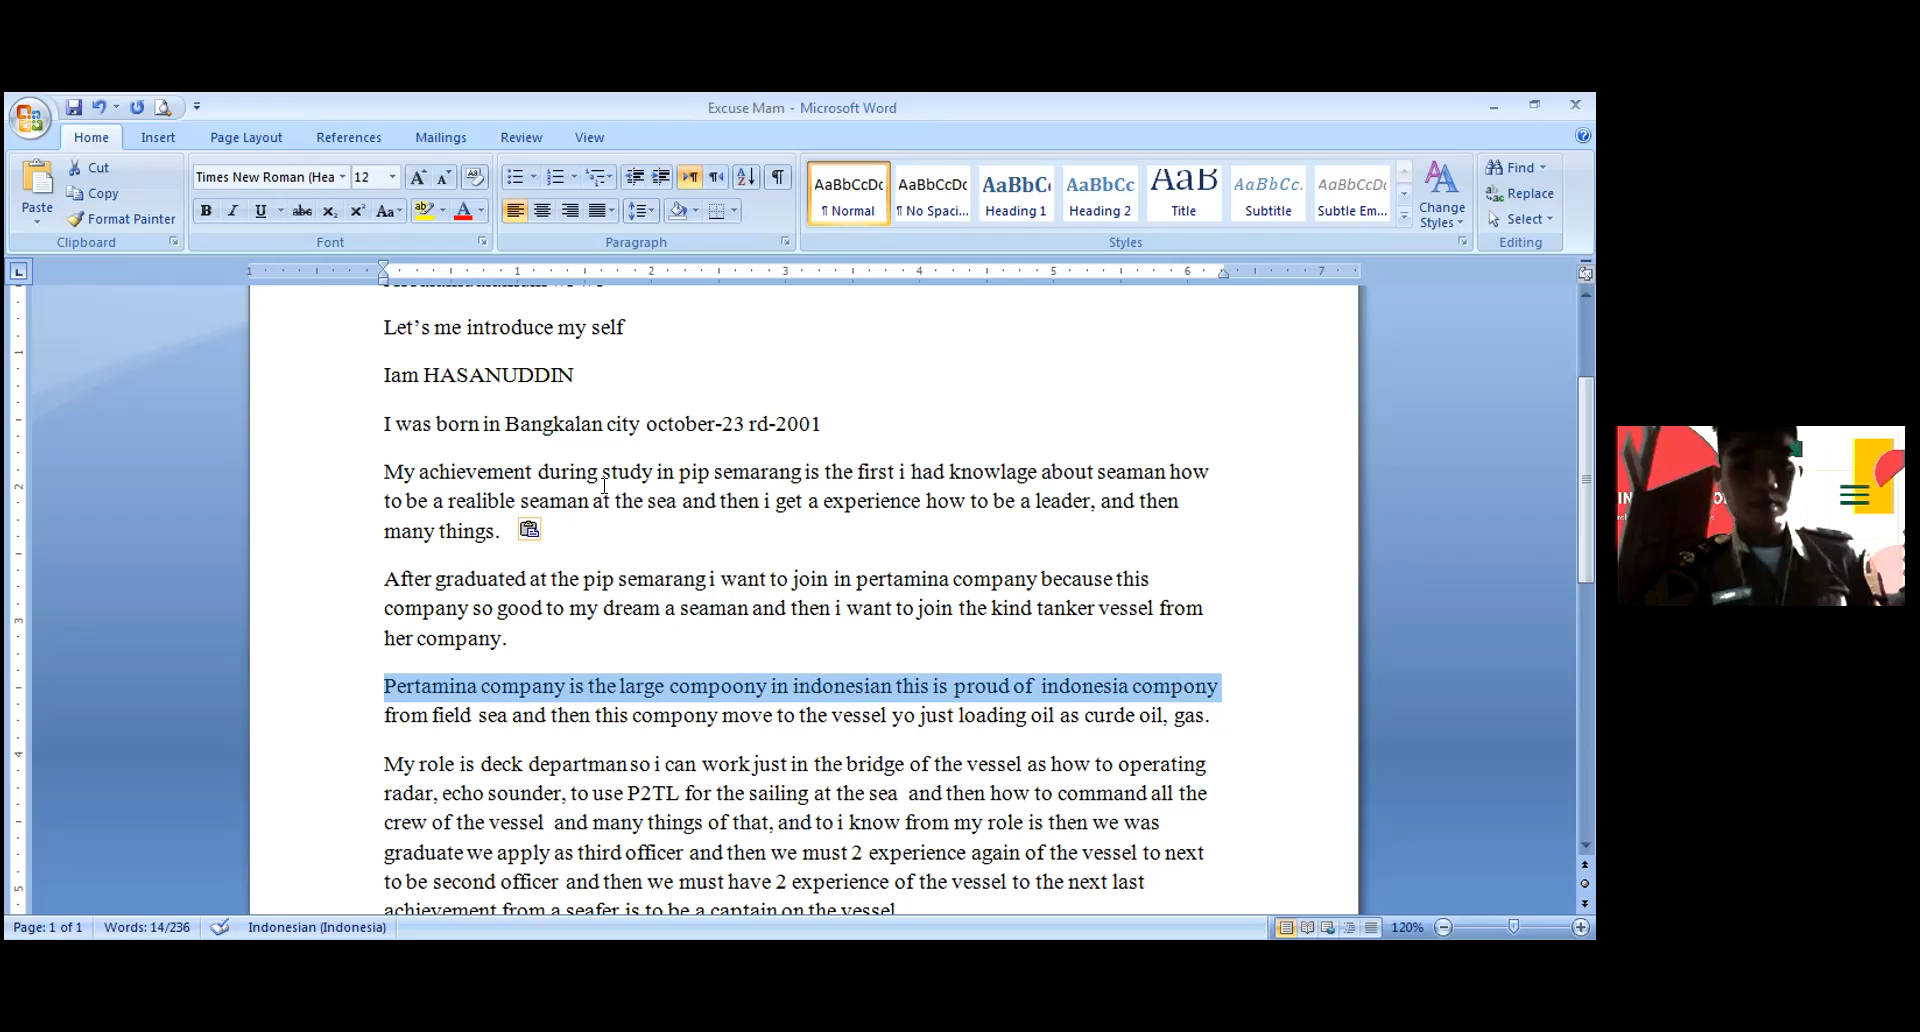 Excuse Mam - Microsoft Word
Home Insert Page Layout References Mailings Review View
Cut
Copy
Format Painter
Paste
Clipboard
Times New Roman (Hea 12
Font
Paragraph
AaBbCcDc AaBbCcDc AaBbC AaBbCc AaB AaBbCc. AaBbCcDc
¶ Normal ¶ No Spaci... Heading 1 Heading 2 Title Subtitle Subtle Em...
Change Styles
Styles
Find
Replace
Select
Editing
1 1 2 3 4 5 6 7
Let's me introduce my self
Iam HASANUDDIN
I was born in Bangkalan city october-23 rd-2001
My achievement during study in pip semarang is the first i had knowlage about seaman how
to be a realible seaman at the sea and then i get a experience how to be a leader, and then
many things.
After graduated at the pip semarang i want to join in pertamina company because this
company so good to my dream a seaman and then i want to join the kind tanker vessel from
her company.
Pertamina company is the large compoony in indonesian this is proud of indonesia compony
from field sea and then this compony move to the vessel yo just loading oil as curde oil, gas.
My role is deck departman so i can work just in the bridge of the vessel as how to operating
radar, echo sounder, to use P2TL for the sailing at the sea and then how to command all the
crew of the vessel and many things of that, and to i know from my role is then we was
graduate we apply as third officer and then we must 2 experience again of the vessel to next
to be second officer and then we must have 2 experience of the vessel to the next last
achievement from a seafer is to be a captain on the vessel
Page: 1 of 1 Words: 14/236 Indonesian (Indonesia) 120%